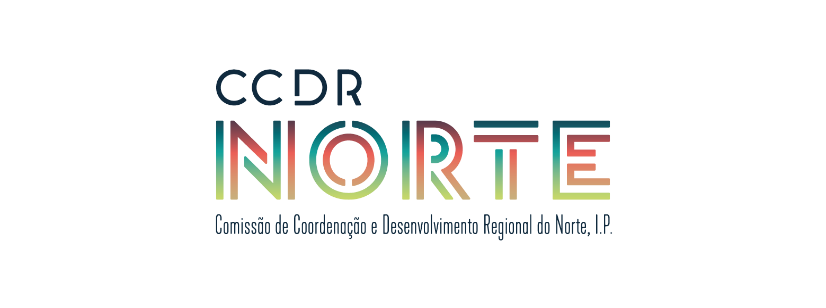 CCDR
NORTE
Comissão de Coordenação e Desenvolvimento Regional do Norte, I.P.